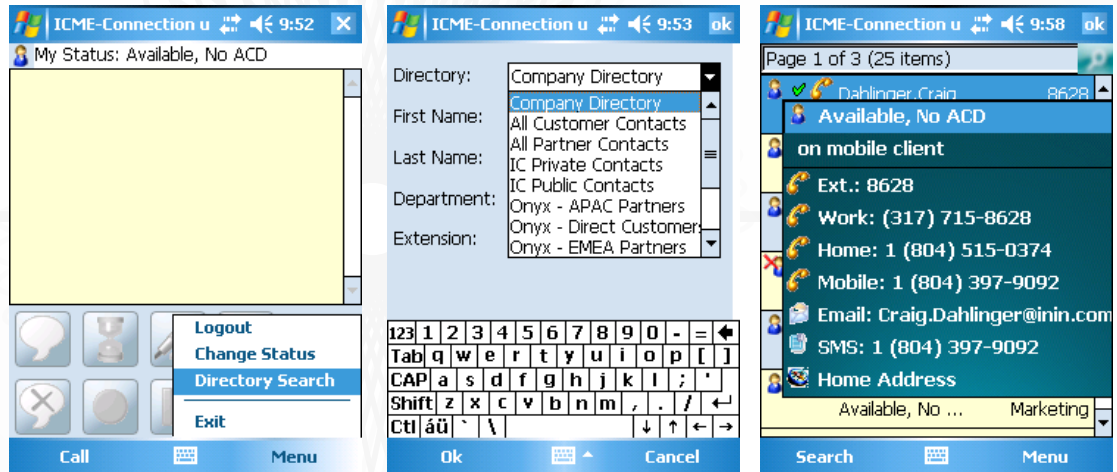 ICME-Connection u 9:52
My Status: Available, No ACD
Logout
Change Status
Directory Search
Exit
Call Menu
ICME-Connection u 9:53 ok
Directory: Company Directory
Company Directory
All Customer Contacts
All Partner Contacts
IC Private Contacts
IC Public Contacts
Onyx - APAC Partners
Onyx - Direct Customer
Onyx - EMEA Partners
First Name:
Last Name:
Department:
Extension:
123 1 2 3 4 5 6 7 8 9 0 - =
Tab q w e r t y u i o p [ ]
CAP a s d f g h j k l ; '
Shift z x c v b n m , . /
Ctl áü ` \
Ok Cancel
ICME-Connection u 9:58 ok
Page 1 of 3 (25 items)
Dahlinger,Craig 8628
Available, No ACD
on mobile client
Ext.: 8628
Work: (317) 715-8628
Home: 1 (804) 515-0374
Mobile: 1 (804) 397-9092
Email: Craig.Dahlinger@inin.com
SMS: 1 (804) 397-9092
Home Address
Available, No ... Marketing
Search Menu